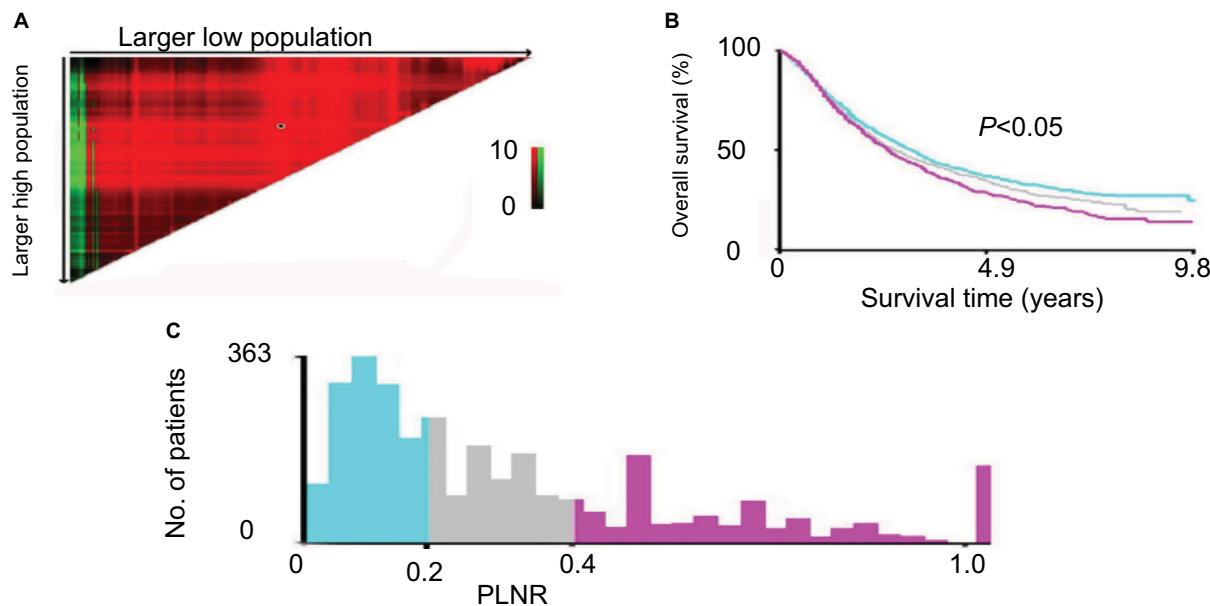 A
Larger low population
Larger high population
10
0
B
Overall survival (%)
100
50
0
P<0.05
0
4.9
9.8
Survival time (years)
C
No. of patients
363
0
0
0.2
0.4
1.0
PLNR